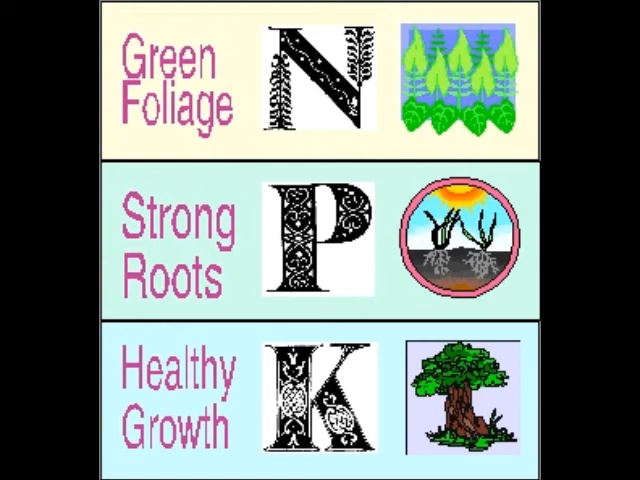 Green
Foliage
N
Strong
Roots
P
Healthy
Growth
K